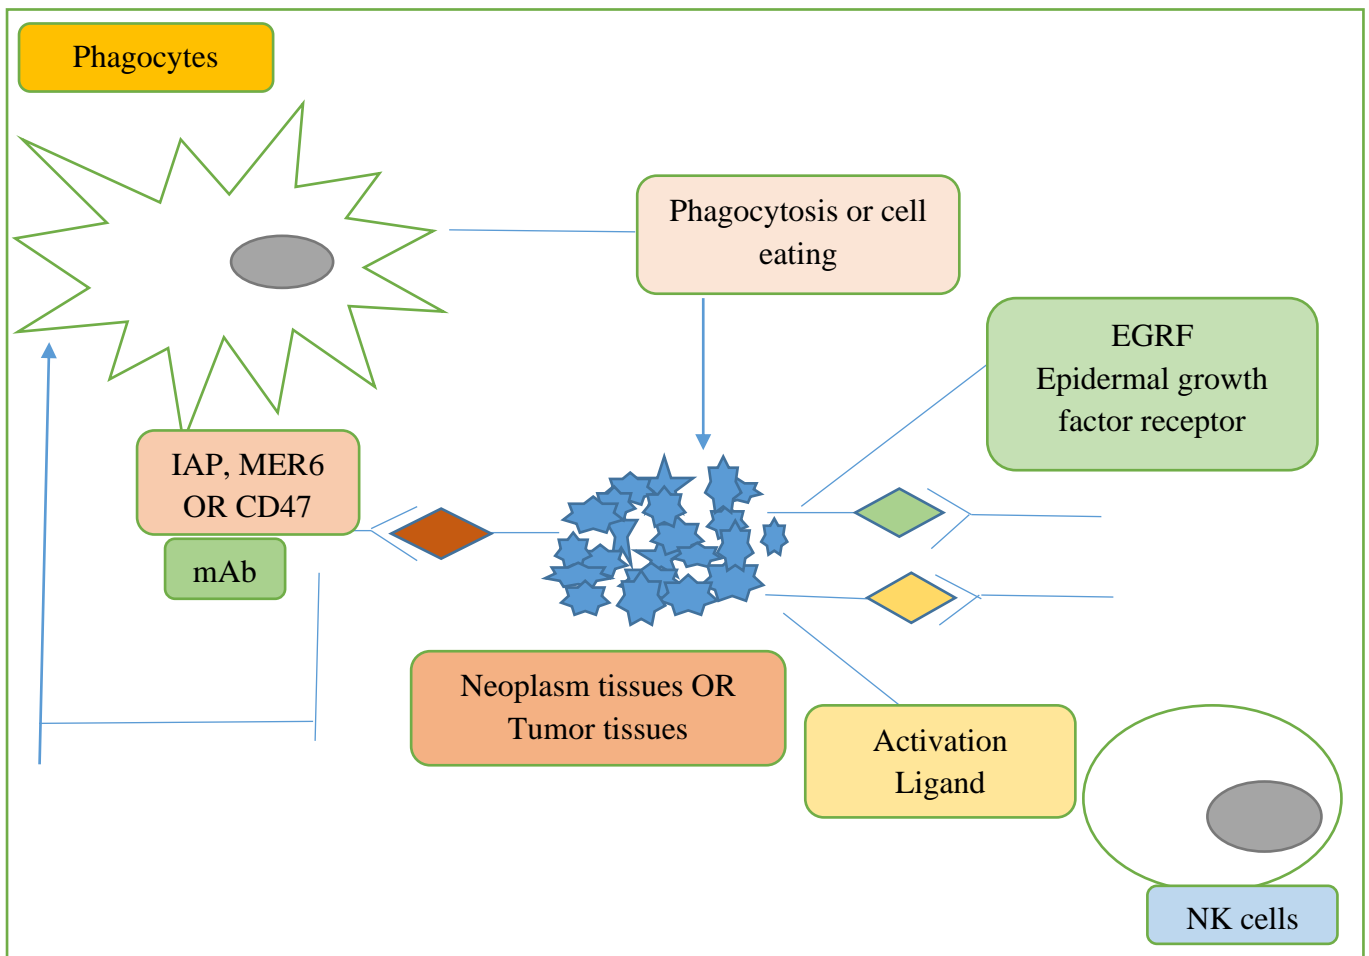 Phagocytes
Phagocytosis or cell
eating
EGRF
Epidermal growth
factor receptor
IAP, MER6
OR CD47
mAb
Neoplasm tissues OR
Tumor tissues
Activation
Ligand
NK cells